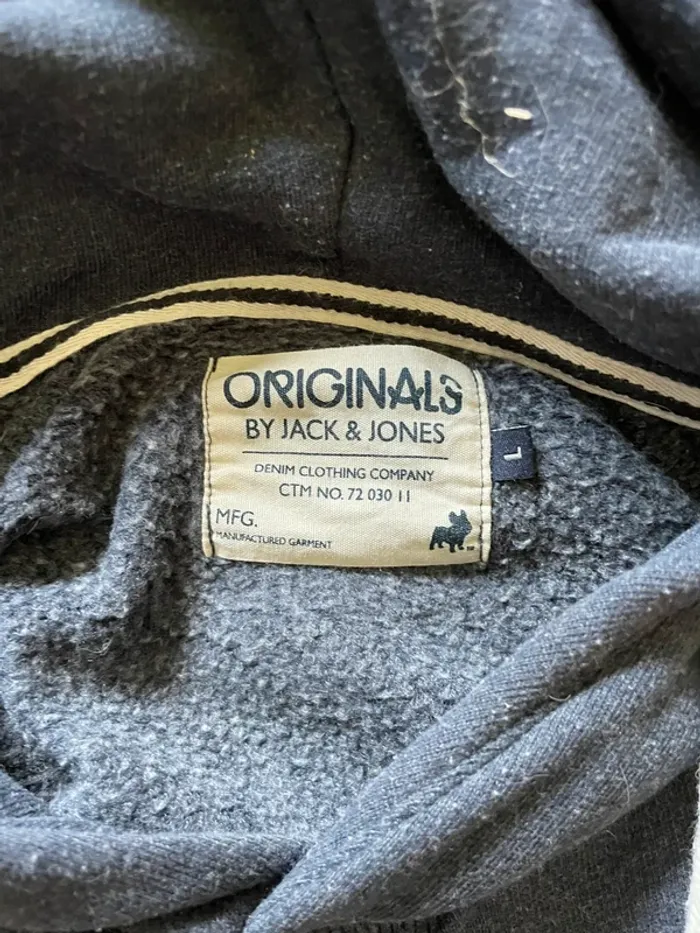 ORIGINALS
BY JACK & JONES
DENIM CLOTHING COMPANY
CTM NO. 72 030 11
MFG.
MANUFACTURED GARMENT
L